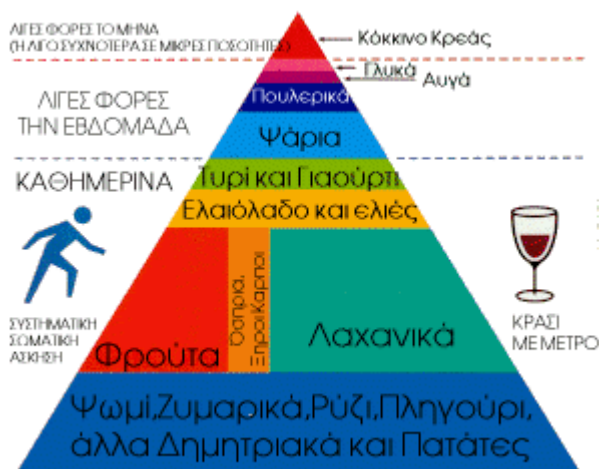 ΛΙΓΕΣ ΦΟΡΕΣ ΤΟ ΜΗΝΑ
(Η ΛΙΓΟ ΣΥΧΝΟΤΕΡΑ ΣΕ ΜΙΚΡΕΣ ΠΟΣΟΤΗΤΕΣ)
Κόκκινο Κρεάς
Γλυκά
Αυγά
ΛΙΓΕΣ ΦΟΡΕΣ
ΤΗΝ ΕΒΔΟΜΑΔΑ
Πουλερικά
Ψάρια
ΚΑΘΗΜΕΡΙΝΑ
Τυρί και Γιαούρτι
Ελαιόλαδο και ελιές
ΣΥΣΤΗΜΑΤΙΚΗ
ΣΩΜΑΤΙΚΗ
ΑΣΚΗΣΗ
Φρούτα
Όσπρια,
Ξηροί Καρποί
Λαχανικά
ΚΡΑΣΙ
ΜΕ ΜΕΤΡΟ
Ψωμί,Ζυμαρικά,Ρύζι,Πληγούρι,
άλλα Δημητριακά και Πατάτες